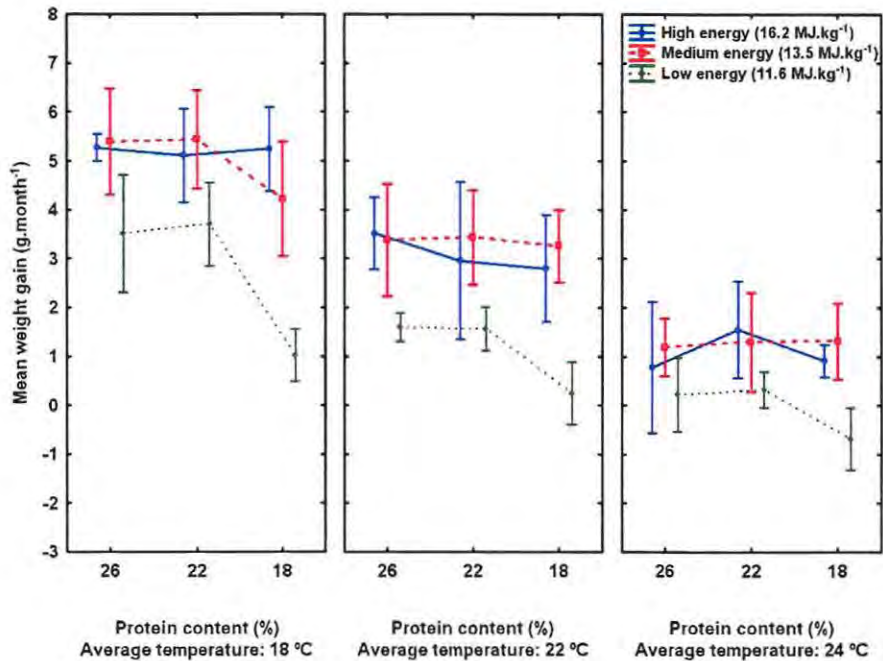 High energy (16.2 MJ.kg⁻¹)
Medium energy (13.5 MJ.kg⁻¹)
Low energy (11.6 MJ.kg⁻¹)
Mean weight gain (g.month⁻¹)
8
7
6
5
4
3
2
1
0
-1
-2
-3
26 22 18
26 22 18
26 22 18
Protein content (%)
Average temperature: 18 ºC
Protein content (%)
Average temperature: 22 ºC
Protein content (%)
Average temperature: 24 ºC